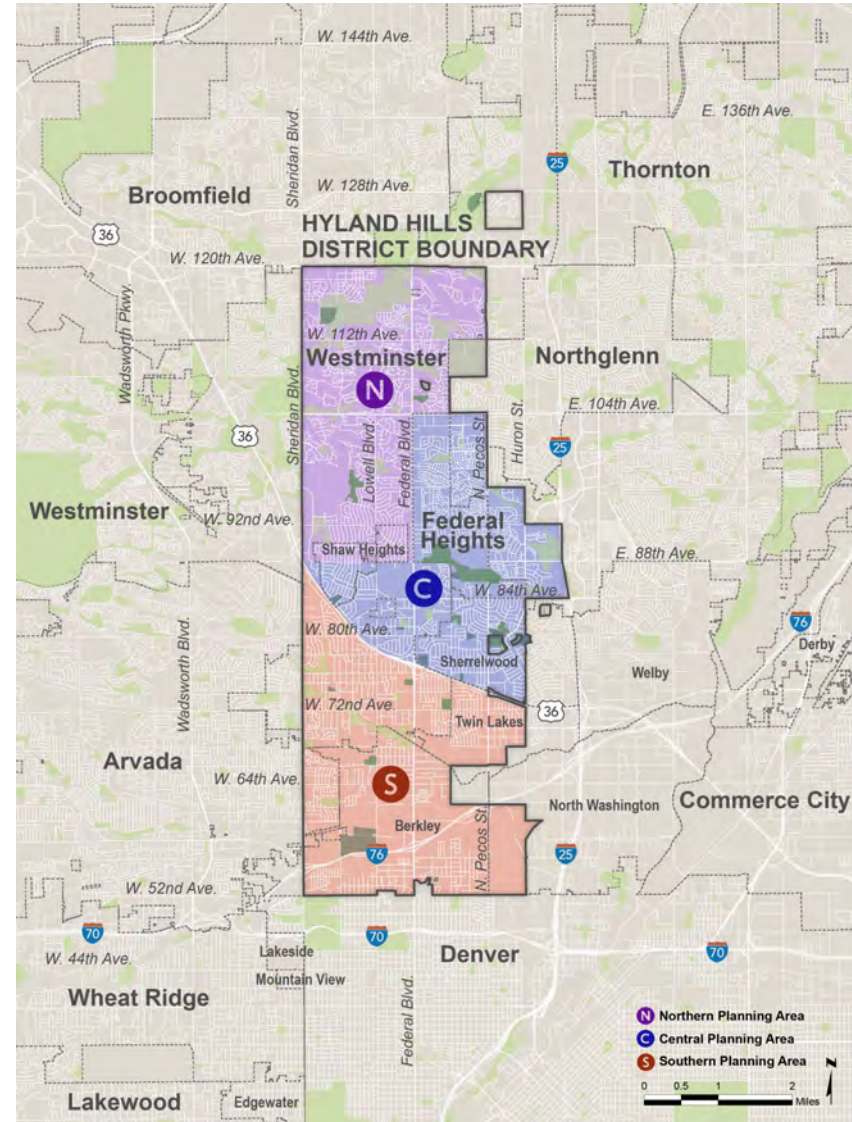 W. 144th Ave.
E. 136th Ave.
Sheridan Blvd.
25
Thornton
W. 128th Ave.
Broomfield
HYLAND HILLS
DISTRICT BOUNDARY
36
W. 120th Ave.
Wadsworth Pkwy.
W. 112th Ave.
Westminster
Northglenn
N
E. 104th Ave.
Sheridan Blvd.
36
Lowell Blvd.
Federal Blvd.
N. Pecos St.
Huron St.
25
Westminster
W. 92nd Ave.
Federal
Heights
Shaw Heights
E. 88th Ave.
C
W. 84th Ave.
76
W. 80th Ave.
Derby
Sherrelwood
Welby
Wadsworth Blvd.
W. 72nd Ave.
Twin Lakes
36
Arvada
W. 64th Ave.
S
North Washington
Commerce City
Berkley
N. Pecos St.
76
25
W. 52nd Ave.
70
70
70
W. 44th Ave.
Lakeside
Denver
Mountain View
Wheat Ridge
Federal Blvd.
N Northern Planning Area
C Central Planning Area
S Southern Planning Area
N
0 0.5 1 2
Miles
Lakewood
Edgewater